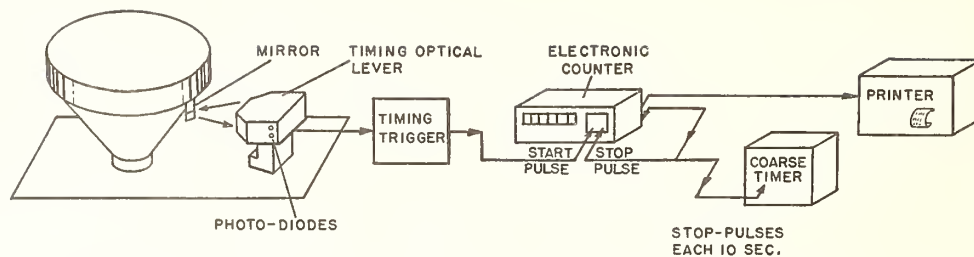 MIRROR
TIMING OPTICAL
LEVER
ELECTRONIC
COUNTER
PRINTER
TIMING
TRIGGER
START
PULSE
STOP
PULSE
COARSE
TIMER
PHOTO-DIODES
STOP-PULSES
EACH 10 SEC.